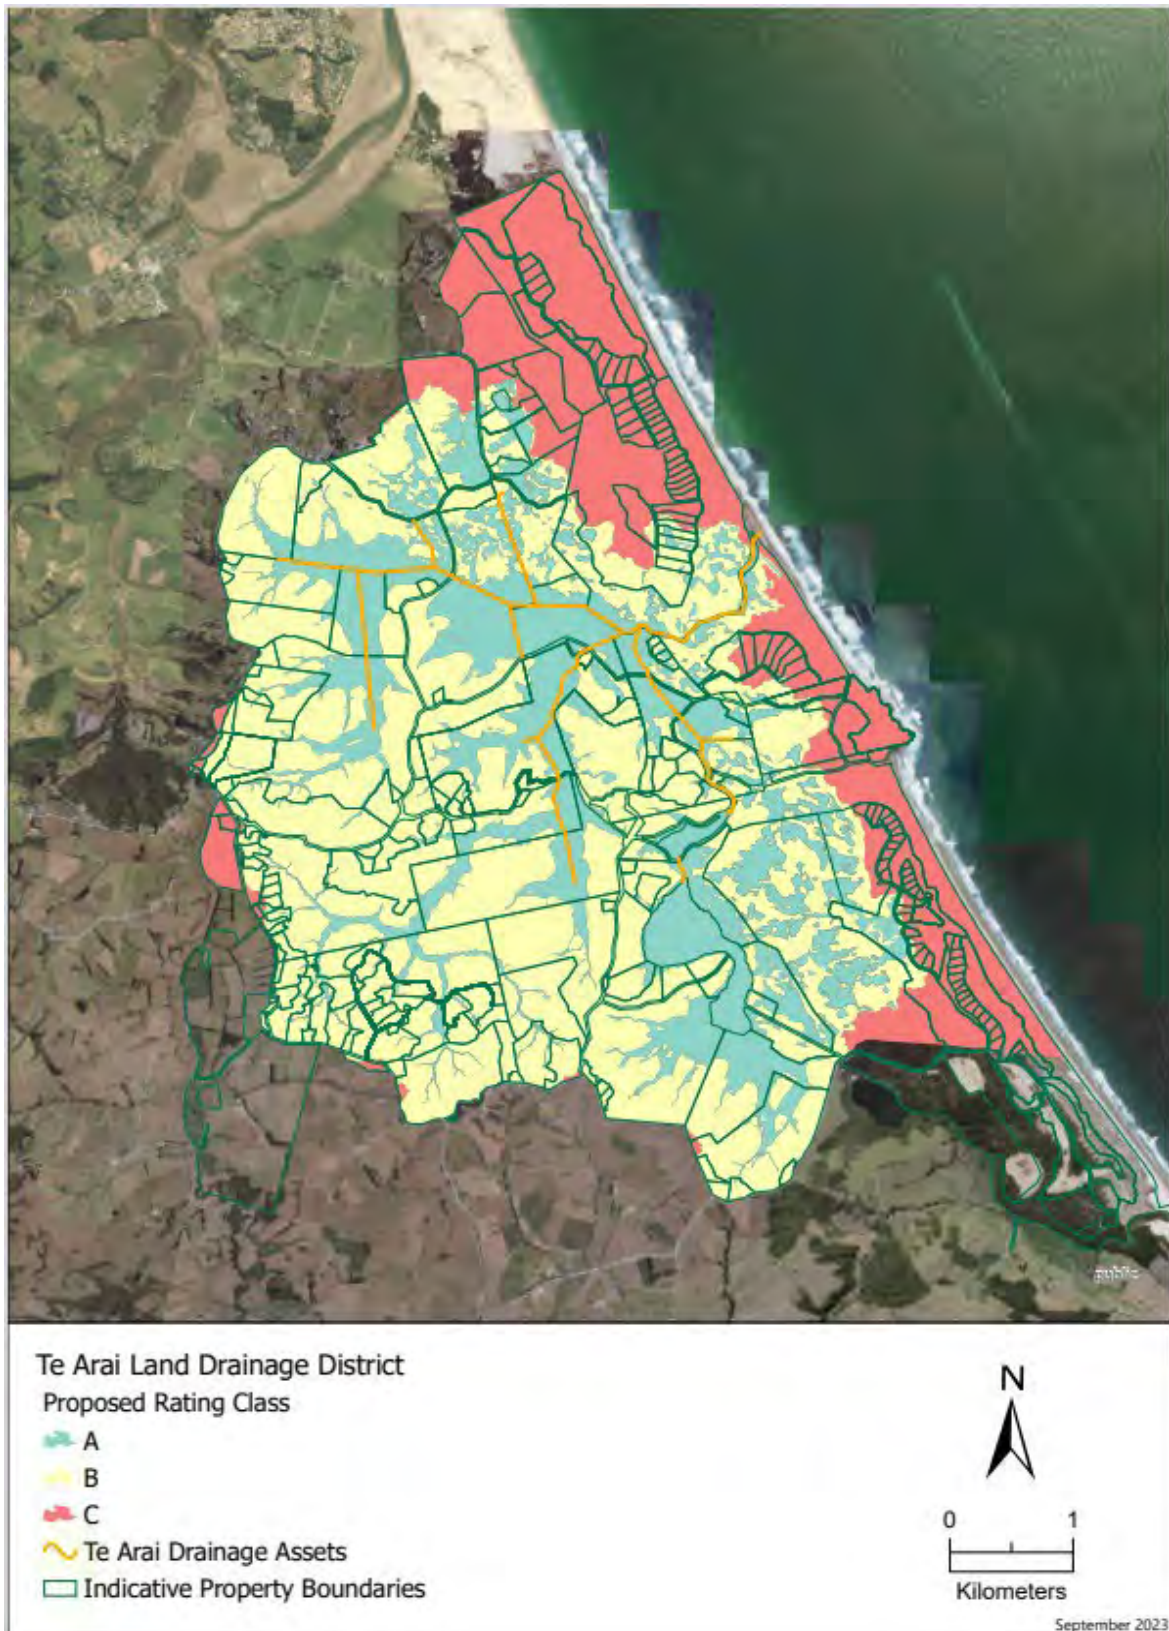 public
Te Arai Land Drainage District
Proposed Rating Class
A
B
C
Te Arai Drainage Assets
Indicative Property Boundaries
N
0 1
Kilometers
September 2023